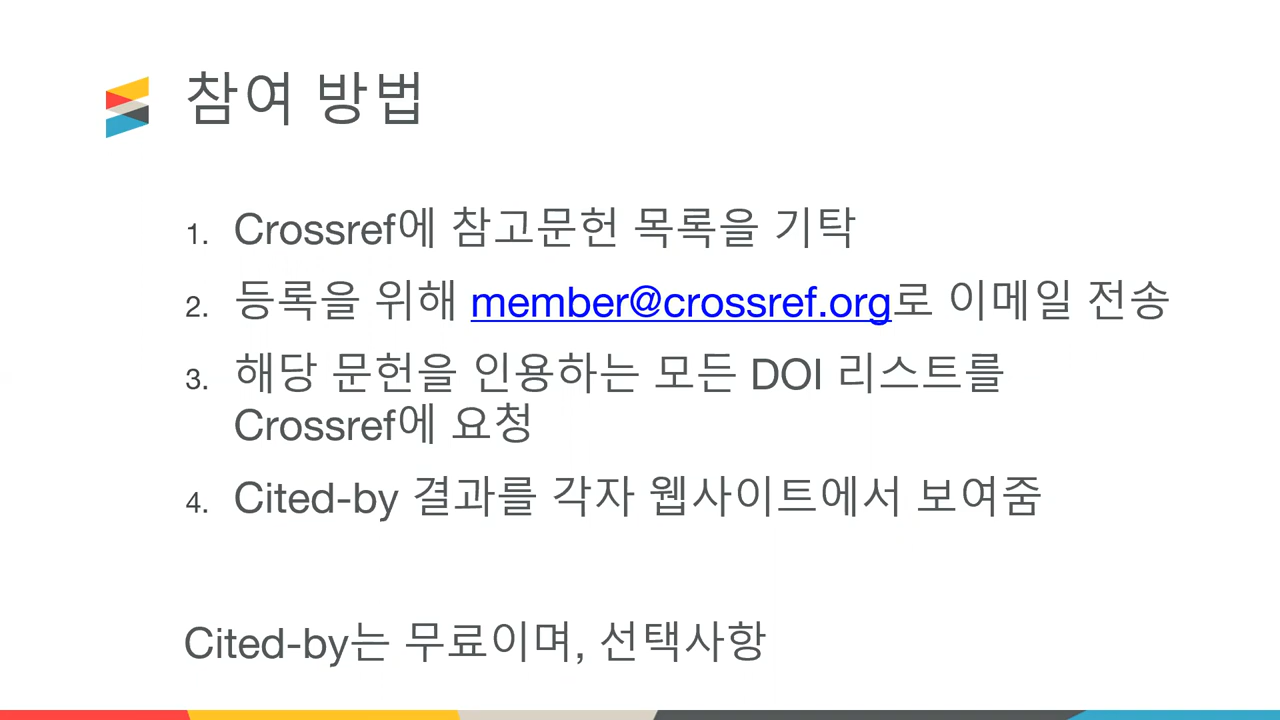 참여 방법
1. Crossref에 참고문헌 목록을 기탁
2. 등록을 위해 member@crossref.org로 이메일 전송
3. 해당 문헌을 인용하는 모든 DOI 리스트를
Crossref에 요청
4. Cited-by 결과를 각자 웹사이트에서 보여줌
Cited-by는 무료이며, 선택사항